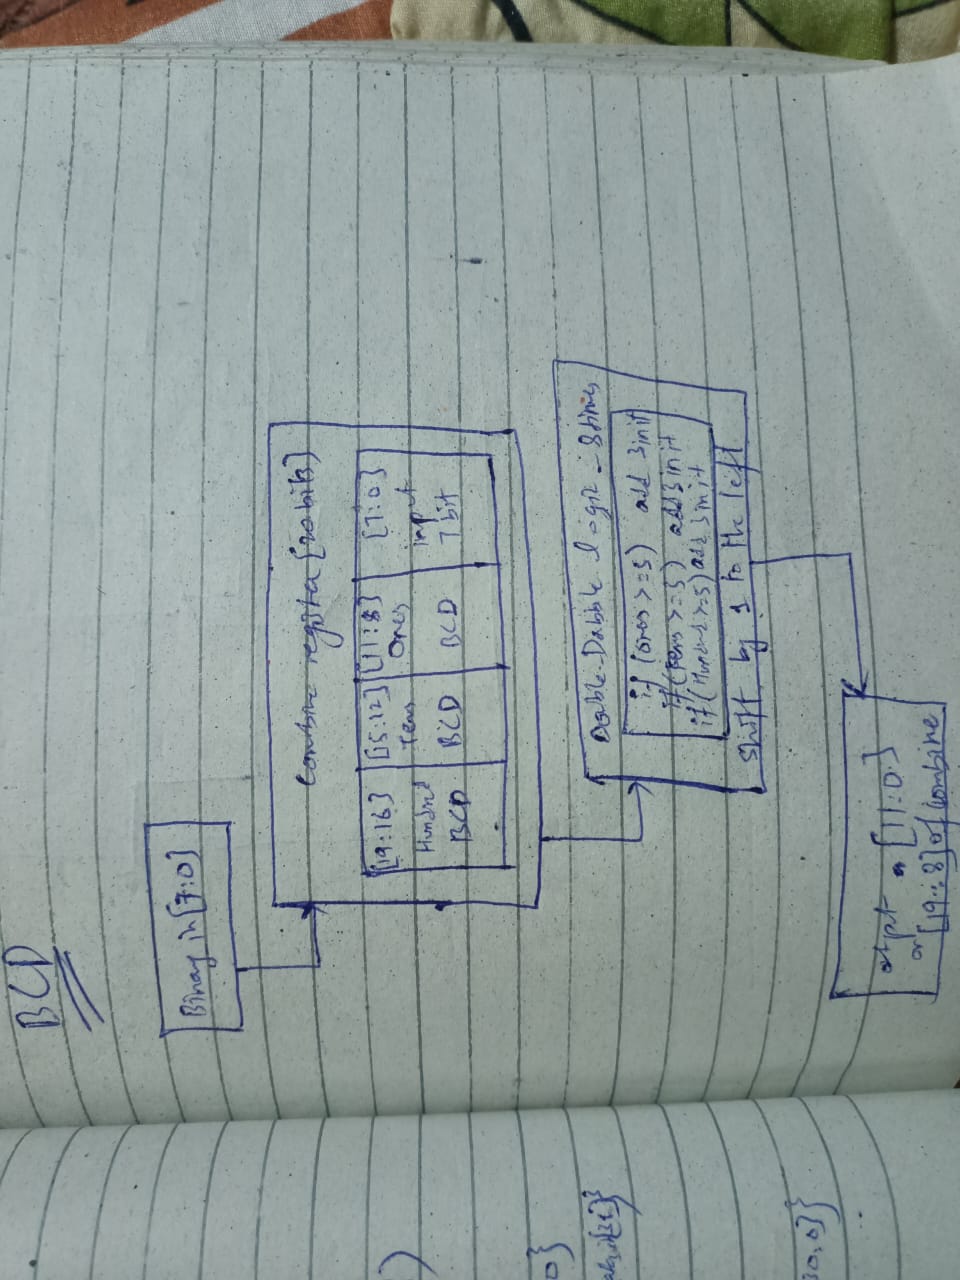 BCD
Binary in [7:0]
Combine register [20 bits]
[19:16] [15:12] [11:8] [7:0]
Hundred Tens Ones input
BCD BCD BCD 7 bit
Double-Dabble logic - 8 times
if (ones >= 5) add 3 in it
if (tens >= 5) add 3 in it
if (Hundred >= 5) add 3 in it
shift by 1 to the left
[11:0]
or [19:8] of combine